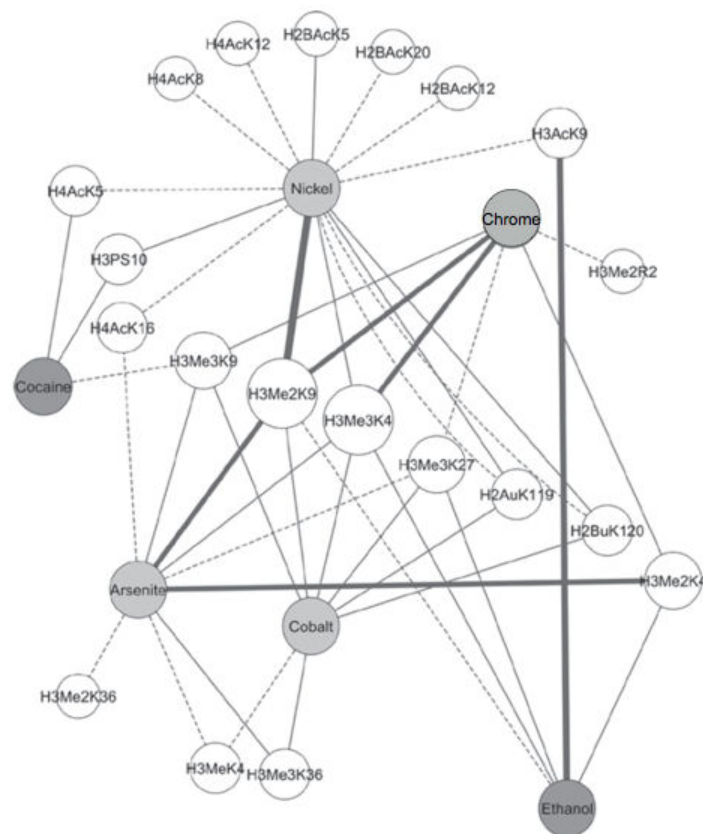 H2BAcK5
H4AcK12
H2BAcK20
H4AcK8
H2BAcK12
H3AcK9
Nickel
H4AcK5
Chrome
H3PS10
H3Me2R2
H4AcK16
H3Me3K9
Cocaine
H3Me2K9
H3Me3K4
H3Me3K27
H2AuK119
H2BuK120
H3Me2K4
Arsenite
Cobalt
H3Me2K36
H3MeK4
H3Me3K36
Ethanol